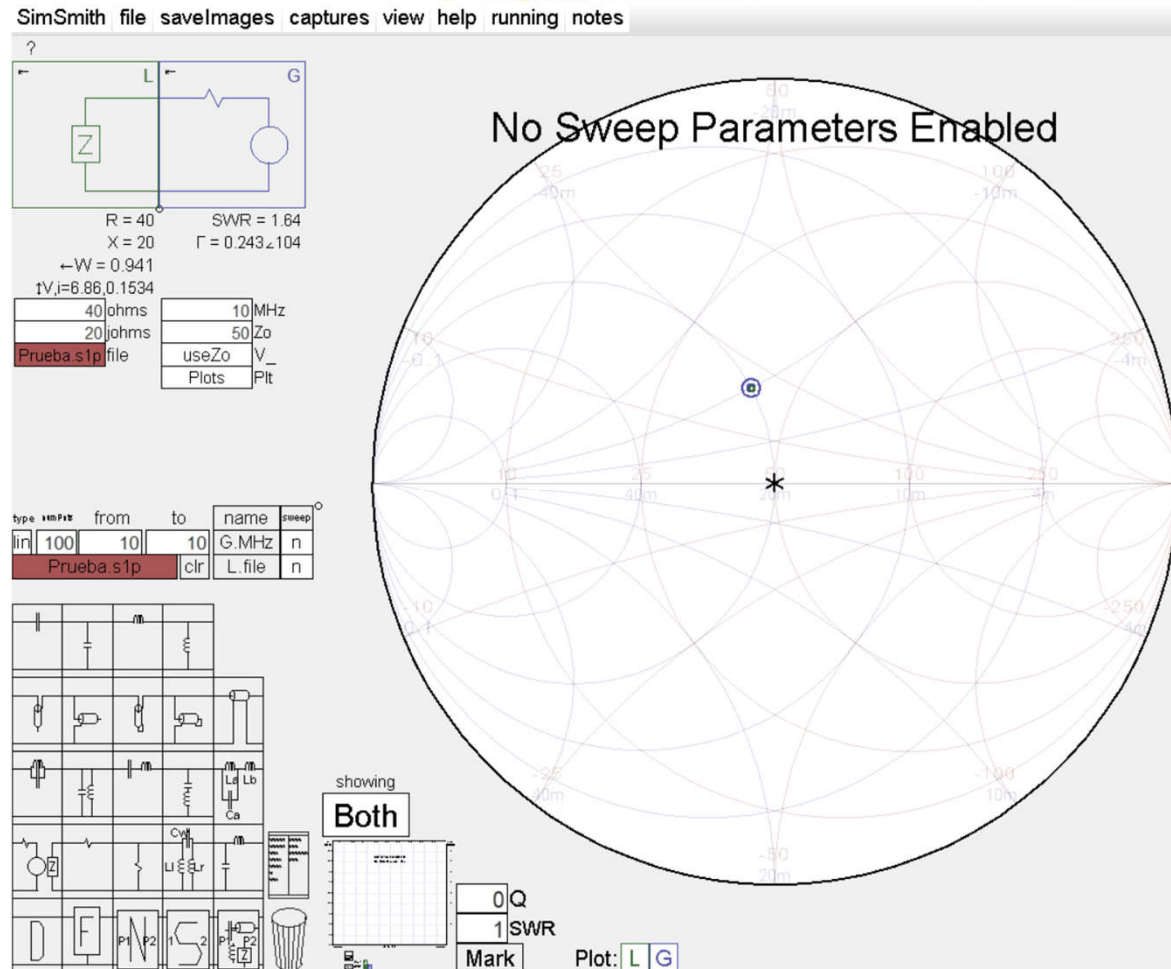 SimSmith file saveImages captures view help running notes
?
L
G
Z
R = 40
SWR = 1.64
X = 20
Γ = 0.243∠104
←W = 0.941
↕V,i=6.86,0.1534
40 ohms
10 MHz
20 johms
50 Zo
Prueba.s1p file
useZo V_
Plots Plt
No Sweep Parameters Enabled
50
-20m
25
-40m
100
-10m
10
-0.1
250
-4m
10
0.1
25
40m
50
20m
100
10m
250
4m
-10
0.1
-250
4m
-25
40m
-100
10m
-50
20m
type numPts from to name sweep
lin 100 10 10 G.MHz n
Prueba.s1p clr L.file n
La Lb
Ca
Z
Cw
Ll Lr
D F N S
P1 P2
1 2
P1 P2
Z
showing
Both
0 Q
1 SWR
Mark
Plot: L G